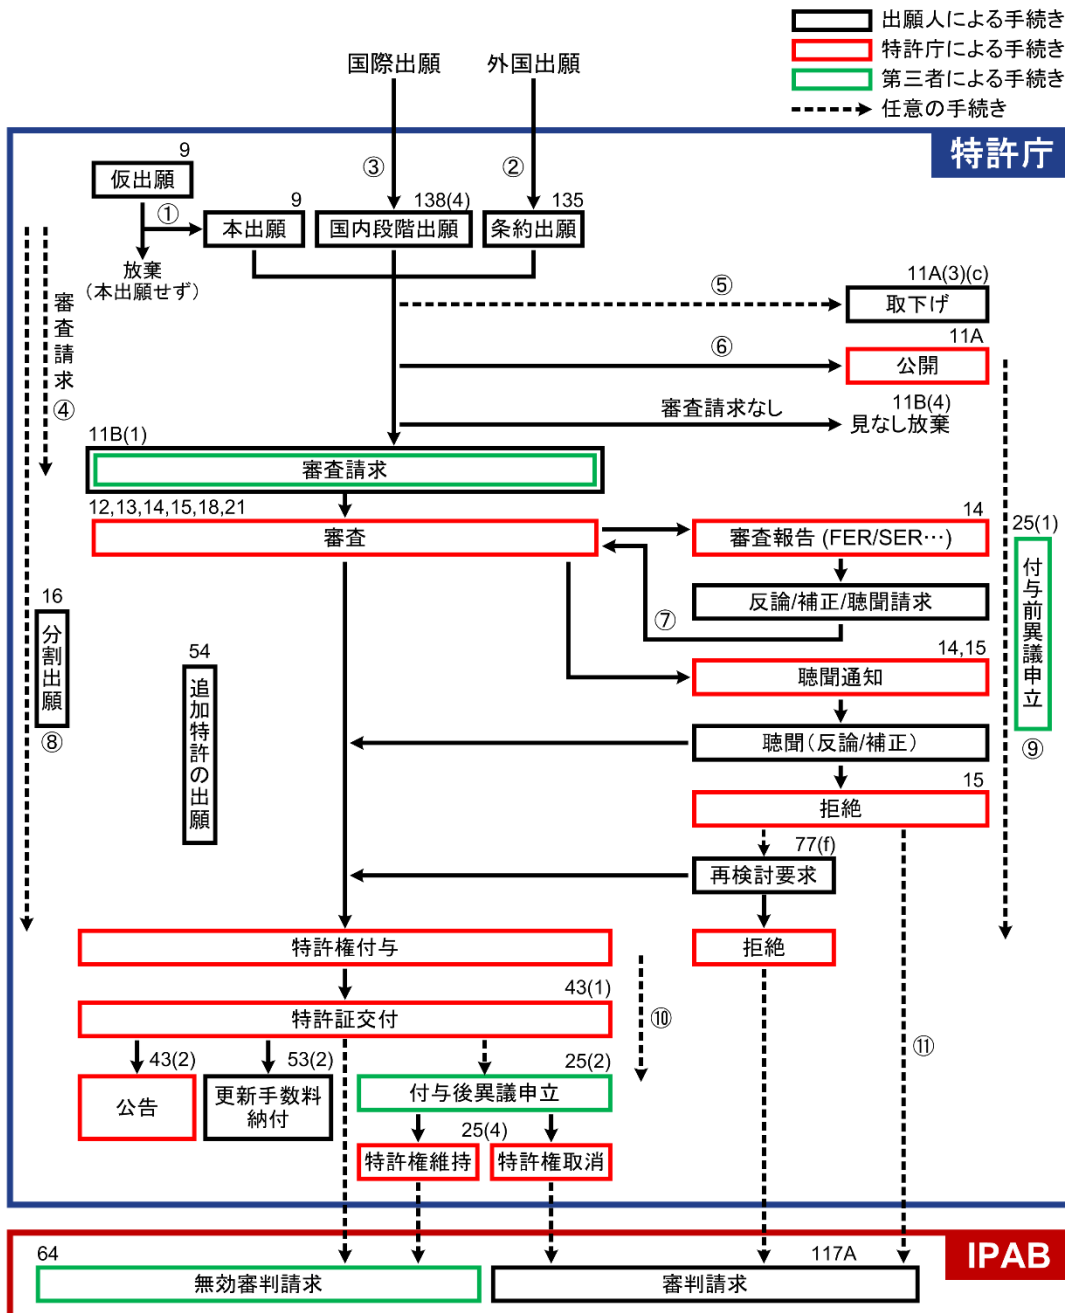 出願人による手続き
特許庁による手続き
第三者による手続き
任意の手続き
国際出願
外国出願
特許庁
③
②
9
仮出願
①
9
本出願
138(4)
国内段階出願
135
条約出願
放棄
(本出願せず)
審査請求
④
⑤
11A(3)(c)
取下げ
⑥
11A
公開
審査請求なし
11B(4)
見なし放棄
11B(1)
審査請求
12,13,14,15,18,21
審査
14
審査報告 (FER/SER…)
25(1)
付与前異議申立
⑨
反論/補正/聴聞請求
⑦
16
分割出願
⑧
54
追加特許の出願
14,15
聴聞通知
聴聞(反論/補正)
15
拒絶
77(f)
再検討要求
特許権付与
拒絶
43(1)
特許証交付
⑩
⑪
43(2)
公告
53(2)
更新手数料
納付
25(2)
付与後異議申立
25(4)
特許権維持
特許権取消
IPAB
64
無効審判請求
117A
審判請求